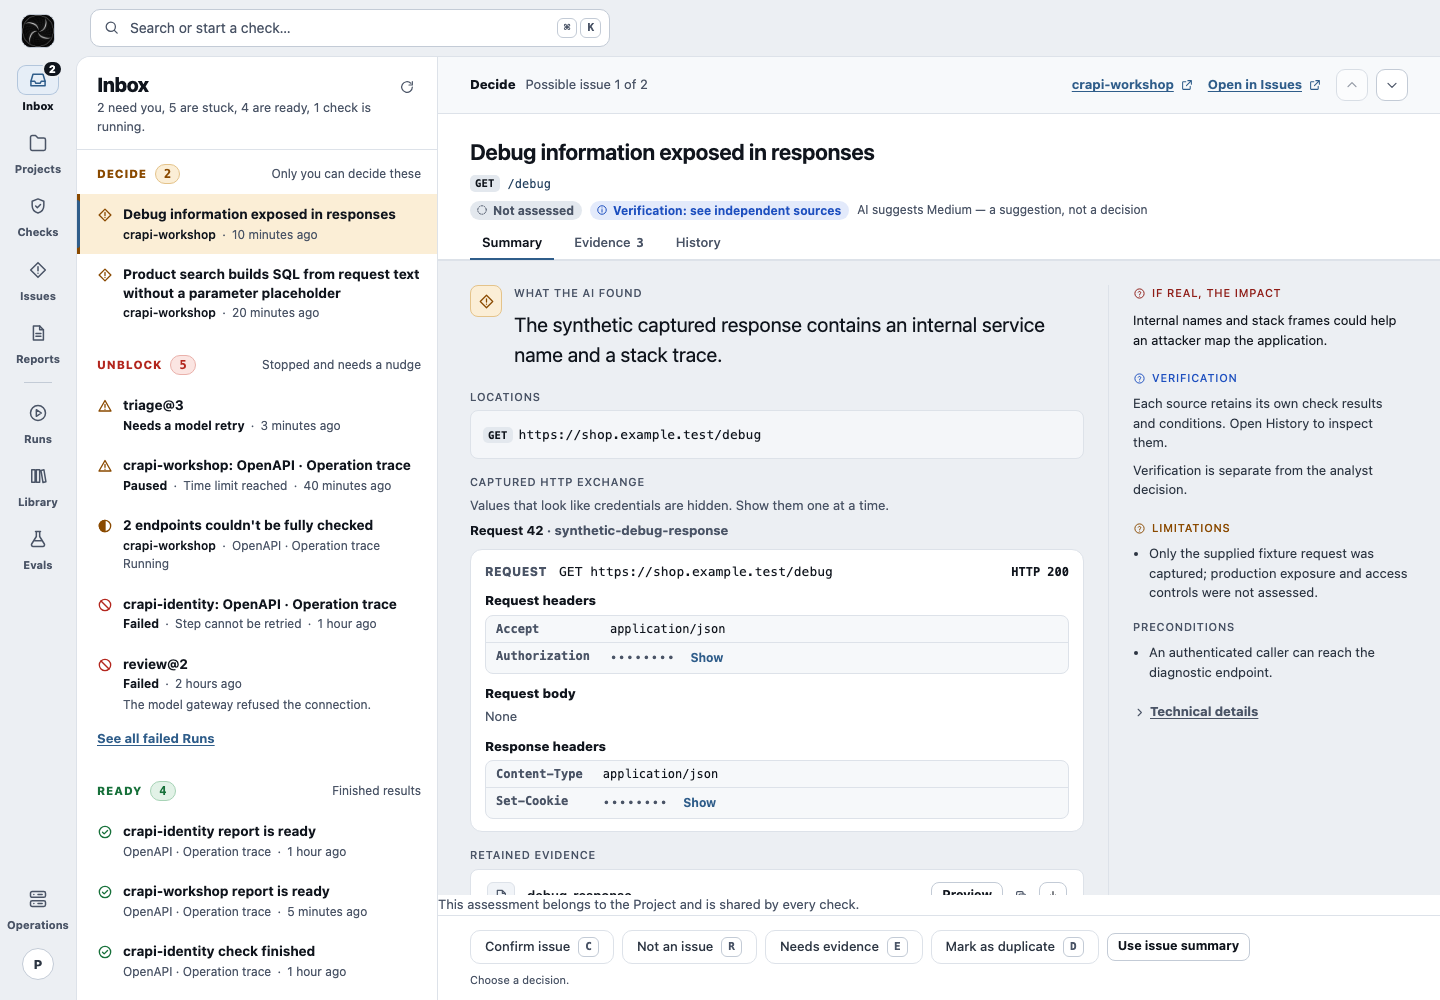 Search or start a check...
⌘ K
2
Inbox
Projects
Checks
Issues
Reports
Runs
Library
Evals
Operations
P
Inbox
2 need you, 5 are stuck, 4 are ready, 1 check is
running.
DECIDE 2 Only you can decide these
Debug information exposed in responses
crapi-workshop · 10 minutes ago
Product search builds SQL from request text
without a parameter placeholder
crapi-workshop · 20 minutes ago
UNBLOCK 5 Stopped and needs a nudge
triage@3
Needs a model retry · 3 minutes ago
crapi-workshop: OpenAPI · Operation trace
Paused · Time limit reached · 40 minutes ago
2 endpoints couldn't be fully checked
crapi-workshop · OpenAPI · Operation trace
Running
crapi-identity: OpenAPI · Operation trace
Failed · Step cannot be retried · 1 hour ago
review@2
Failed · 2 hours ago
The model gateway refused the connection.
See all failed Runs
READY 4 Finished results
crapi-identity report is ready
OpenAPI · Operation trace · 1 hour ago
crapi-workshop report is ready
OpenAPI · Operation trace · 5 minutes ago
crapi-identity check finished
OpenAPI · Operation trace · 1 hour ago
Decide Possible issue 1 of 2
crapi-workshop Open in Issues
Debug information exposed in responses
GET /debug
Not assessed Verification: see independent sources AI suggests Medium — a suggestion, not a decision
Summary Evidence 3 History
WHAT THE AI FOUND
The synthetic captured response contains an internal service
name and a stack trace.
LOCATIONS
GET https://shop.example.test/debug
CAPTURED HTTP EXCHANGE
Values that look like credentials are hidden. Show them one at a time.
Request 42 · synthetic-debug-response
REQUEST GET https://shop.example.test/debug HTTP 200
Request headers
Accept application/json
Authorization •••••••• Show
Request body
None
Response headers
Content-Type application/json
Set-Cookie •••••••• Show
RETAINED EVIDENCE
debug-response Preview
IF REAL, THE IMPACT
Internal names and stack frames could help
an attacker map the application.
VERIFICATION
Each source retains its own check results
and conditions. Open History to inspect
them.
Verification is separate from the analyst
decision.
LIMITATIONS
• Only the supplied fixture request was
captured; production exposure and access
controls were not assessed.
PRECONDITIONS
• An authenticated caller can reach the
diagnostic endpoint.
Technical details
This assessment belongs to the Project and is shared by every check.
Confirm issue C Not an issue R Needs evidence E Mark as duplicate D Use issue summary
Choose a decision.